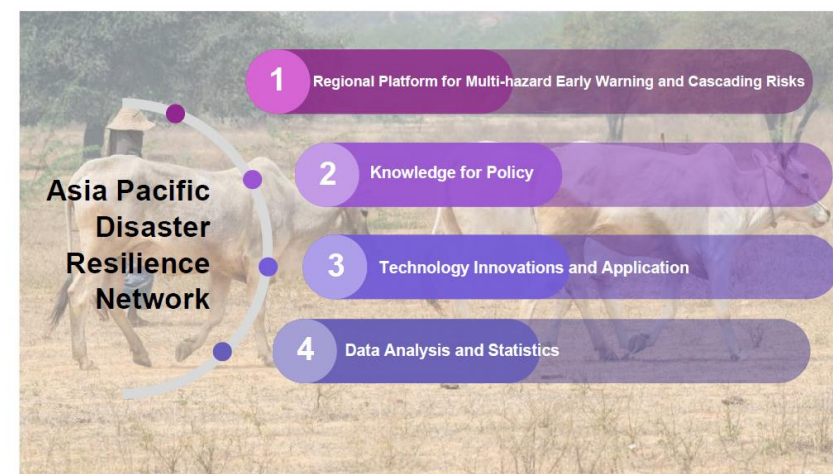 Asia Pacific
Disaster
Resilience
Network
1
Regional Platform for Multi-hazard Early Warning and Cascading Risks
2
Knowledge for Policy
3
Technology Innovations and Application
4
Data Analysis and Statistics